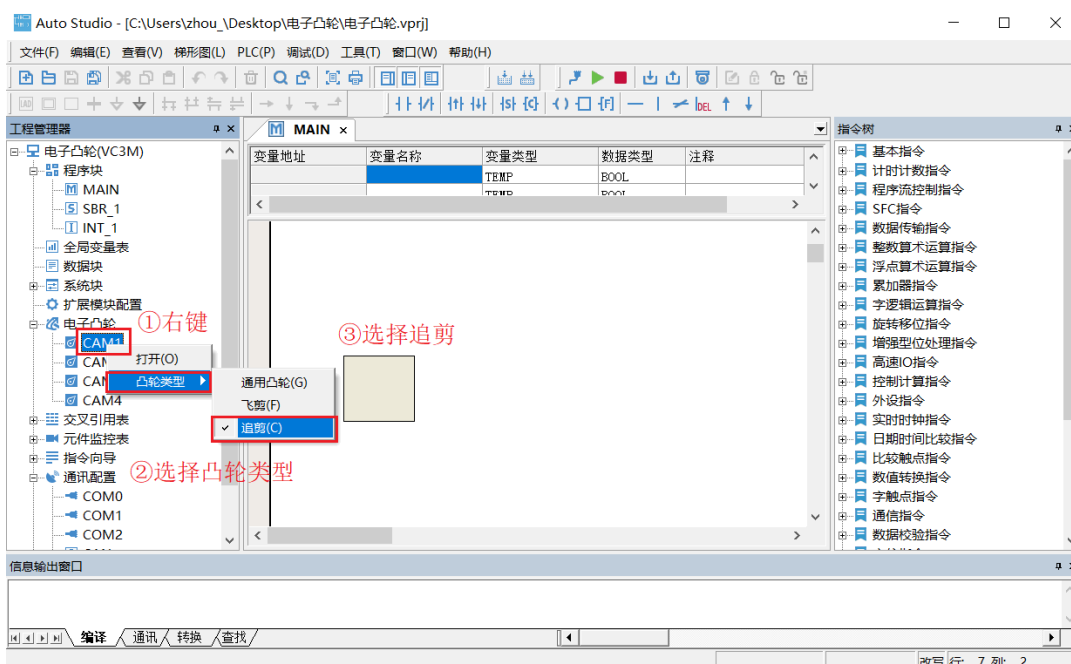 Auto Studio - [C:\Users\zhou_\Desktop\电子凸轮\电子凸轮.vprj]
文件(F) 编辑(E) 查看(V) 梯形图(L) PLC(P) 调试(D) 工具(T) 窗口(W) 帮助(H)
LAD DEL
工程管理器
电子凸轮(VC3M)
程序块
MAIN
SBR_1
INT_1
全局变量表
数据块
系统块
扩展模块配置
电子凸轮
CAM1
CAM4
交叉引用表
元件监控表
指令向导
通讯配置
COM0
COM1
COM2
①右键
打开(O)
凸轮类型
通用凸轮(G)
飞剪(F)
追剪(C)
②选择凸轮类型
③选择追剪
MAIN
变量地址 变量名称 变量类型 数据类型 注释
TEMP BOOL
TEMP BOOL
指令树
基本指令
计时计数指令
程序流控制指令
SFC指令
数据传输指令
整数算术运算指令
浮点算术运算指令
累加器指令
字逻辑运算指令
旋转移位指令
增强型位处理指令
高速IO指令
控制计算指令
外设指令
实时时钟指令
日期时间比较指令
比较触点指令
数值转换指令
字触点指令
通信指令
数据校验指令
信息输出窗口
编译 通讯 转换 查找
改写 行: 7,列: 2